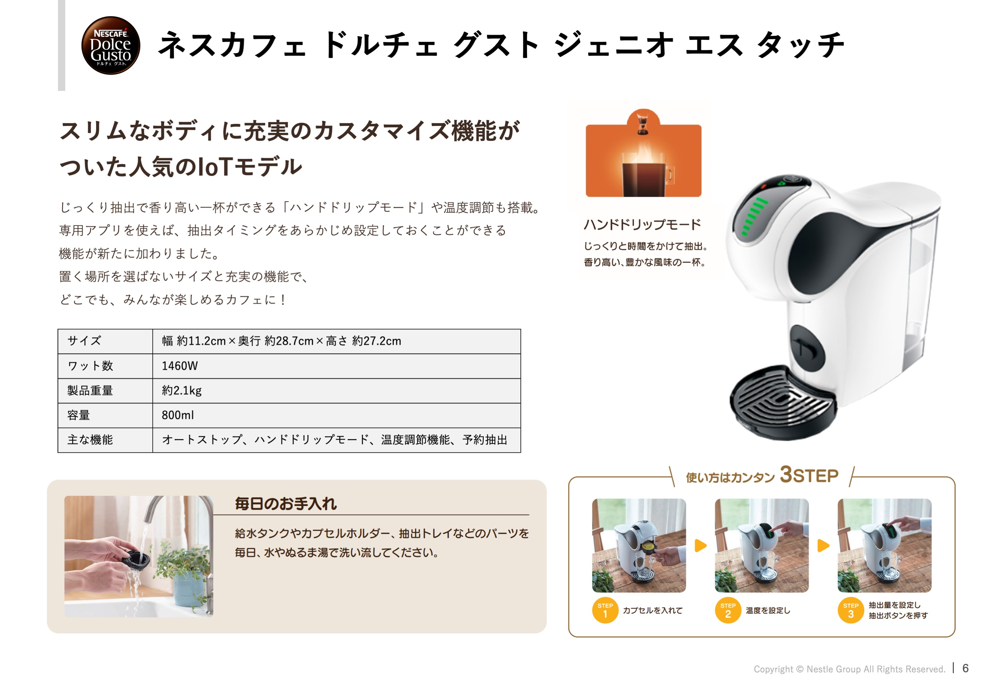 NESCAFÉ
Dolce
Gusto
ドルチェ グスト
ネスカフェ ドルチェ グスト ジェニオ エス タッチ
スリムなボディに充実のカスタマイズ機能が
ついた人気のIoTモデル
じっくり抽出で香り高い一杯ができる「ハンドドリップモード」や温度調節も搭載。
専用アプリを使えば、抽出タイミングをあらかじめ設定しておくことができる
機能が新たに加わりました。
置く場所を選ばないサイズと充実の機能で、
どこでも、みんなが楽しめるカフェに！
ハンドドリップモード
じっくりと時間をかけて抽出。
香り高い、豊かな風味の一杯。
サイズ 幅 約11.2cm×奥行 約28.7cm×高さ 約27.2cm
ワット数 1460W
製品重量 約2.1kg
容量 800ml
主な機能 オートストップ、ハンドドリップモード、温度調節機能、予約抽出
毎日のお手入れ
給水タンクやカプセルホルダー、抽出トレイなどのパーツを
毎日、水やぬるま湯で洗い流してください。
使い方はカンタン 3STEP
STEP
1
カプセルを入れて
STEP
2
温度を設定し
STEP
3
抽出量を設定し
抽出ボタンを押す
Copyright © Nestle Group All Rights Reserved. | 6